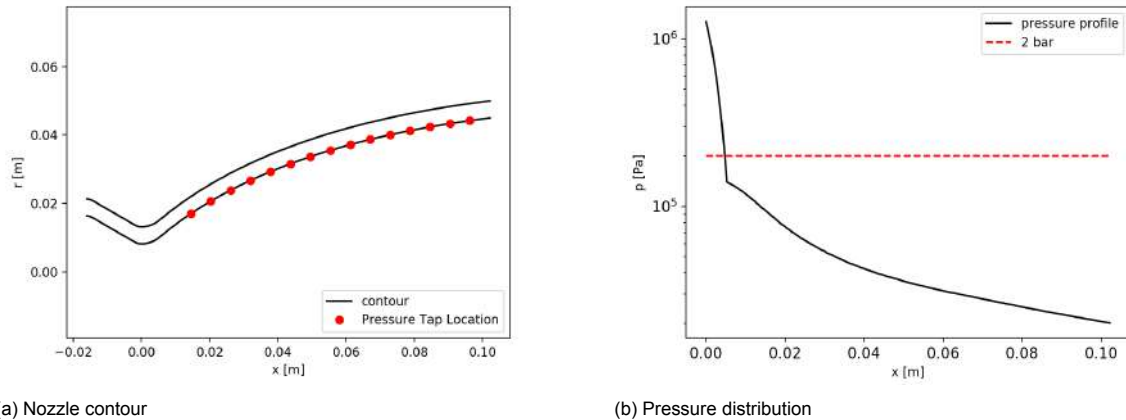 0.06
0.04
0.02
0.00
r [m]
contour
Pressure Tap Location
−0.02 0.00 0.02 0.04 0.06 0.08 0.10
x [m]
(a) Nozzle contour
10⁶
10⁵
p [Pa]
pressure profile
2 bar
0.00 0.02 0.04 0.06 0.08 0.10
x [m]
(b) Pressure distribution